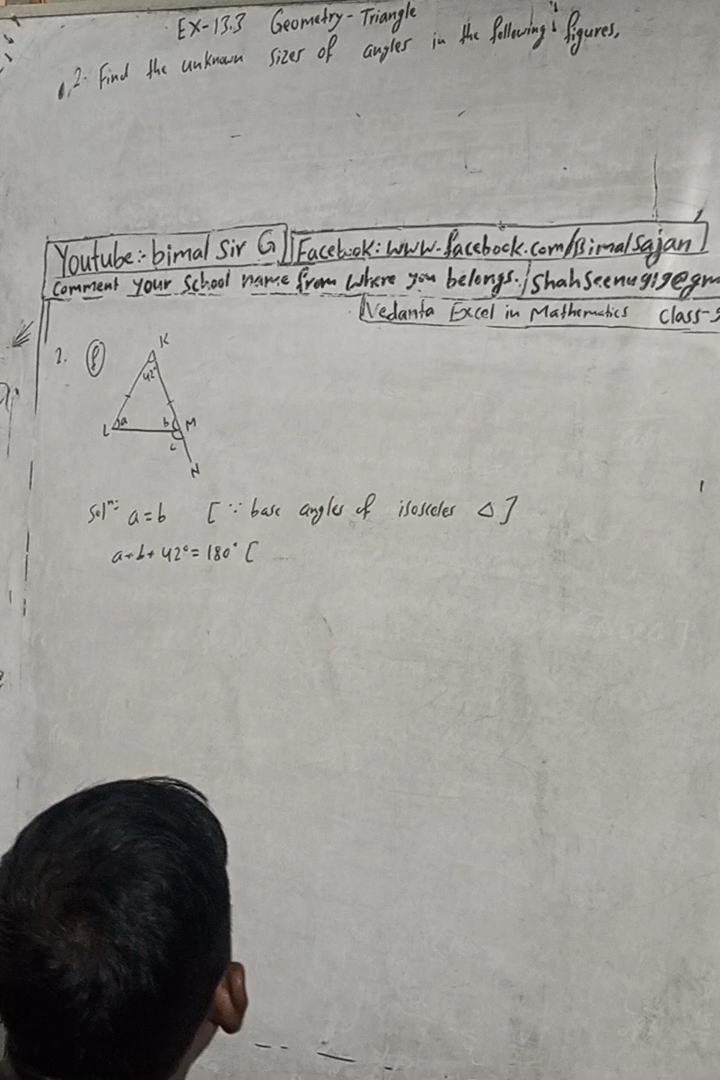 EX-13.3 Geometry-Triangle
2. Find the unknown sizes of angles in the following figures,
Youtube:- bimal Sir G
Facebook: www.facebook.com/Bimalsajan
Comment your School name from where you belongs.
Vedanta Excel in Mathematics class-
2. f
K
42°
L a b M
c
N
Solⁿ: a=b [∵ base angles of isosceles △]
a+b+42°=180° [